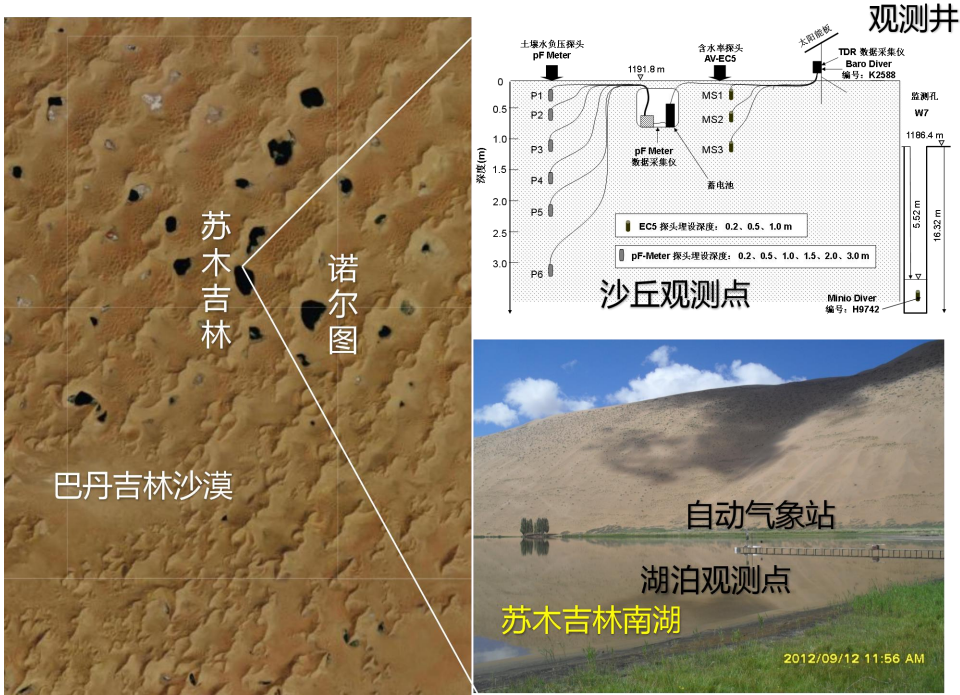 苏木吉林
诺尔图
巴丹吉林沙漠
观测井
土壤水负压探头
pF Meter
1191.8 m
含水率探头
AV-EC5
太阳能板
TDR 数据采集仪
Baro Diver
编号：K2588
监测孔
W7
1186.4 m
深度(m)
0
0.5
1.0
1.5
2.0
2.5
3.0
P1
P2
P3
P4
P5
P6
MS1
MS2
MS3
pF Meter
数据采集仪
蓄电池
5.52 m
16.32 m
EC5 探头埋设深度：0.2、0.5、1.0 m
pF-Meter 探头埋设深度：0.2、0.5、1.0、1.5、2.0、3.0 m
沙丘观测点
Minio Diver
编号：H9742
自动气象站
湖泊观测点
苏木吉林南湖
2012/09/12 11:56 AM